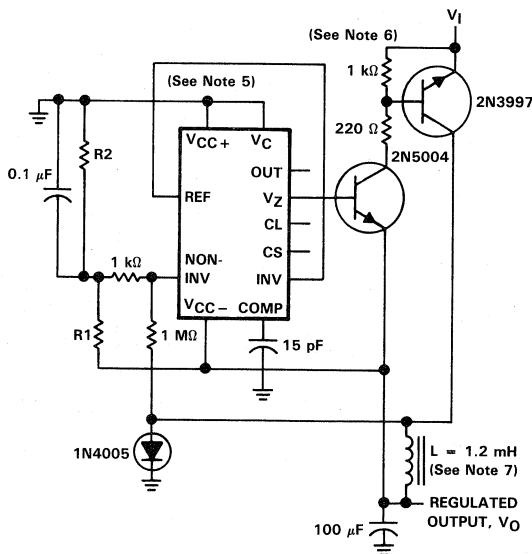 V_I
(See Note 6)
1 kΩ
2N3997
220 Ω
(See Note 5)
V_CC+
V_C
2N5004
R2
OUT
0.1 µF
REF
V_Z
CL
CS
1 kΩ
NON-
INV
INV
V_CC–
COMP
R1
1 MΩ
15 pF
1N4005
L = 1.2 mH
(See Note 7)
REGULATED
OUTPUT, V_O
100 µF